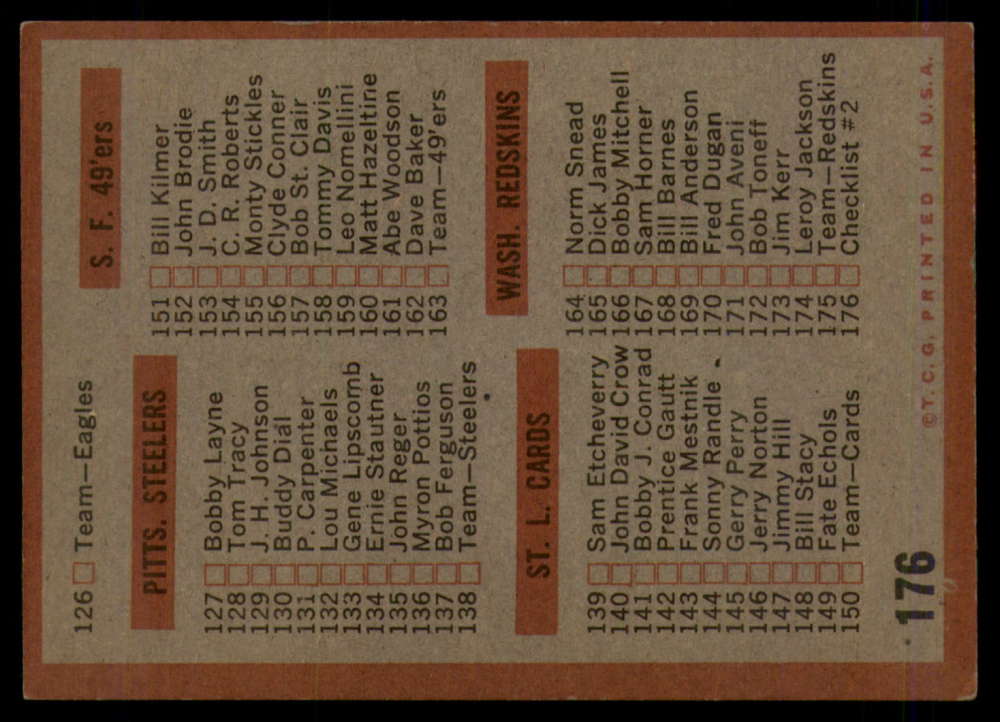 126 Team—Eagles
PITTS. STEELERS
127 Bobby Layne
128 Tom Tracy
129 J. H. Johnson
130 Buddy Dial
131 P. Carpenter
132 Lou Michaels
133 Gene Lipscomb
134 Ernie Stautner
135 John Reger
136 Myron Pottios
137 Bob Ferguson
138 Team—Steelers
ST. L. CARDS
139 Sam Etcheverry
140 John David Crow
141 Bobby J. Conrad
142 Prentice Gautt
143 Frank Mestnik
144 Sonny Randle
145 Gerry Perry
146 Jerry Norton
147 Jimmy Hill
148 Bill Stacy
149 Fate Echols
150 Team—Cards
S. F. 49'ers
151 Bill Kilmer
152 John Brodie
153 J. D. Smith
154 C. R. Roberts
155 Monty Stickles
156 Clyde Conner
157 Bob St. Clair
158 Tommy Davis
159 Leo Nomellini
160 Matt Hazeltine
161 Abe Woodson
162 Dave Baker
163 Team—49'ers
WASH. REDSKINS
164 Norm Snead
165 Dick James
166 Bobby Mitchell
167 Sam Horner
168 Bill Barnes
169 Bill Anderson
170 Fred Dugan
171 John Aveni
172 Bob Toneff
173 Jim Kerr
174 Leroy Jackson
175 Team—Redskins
176 Checklist #2
176
©T. C. G. PRINTED IN U.S.A.